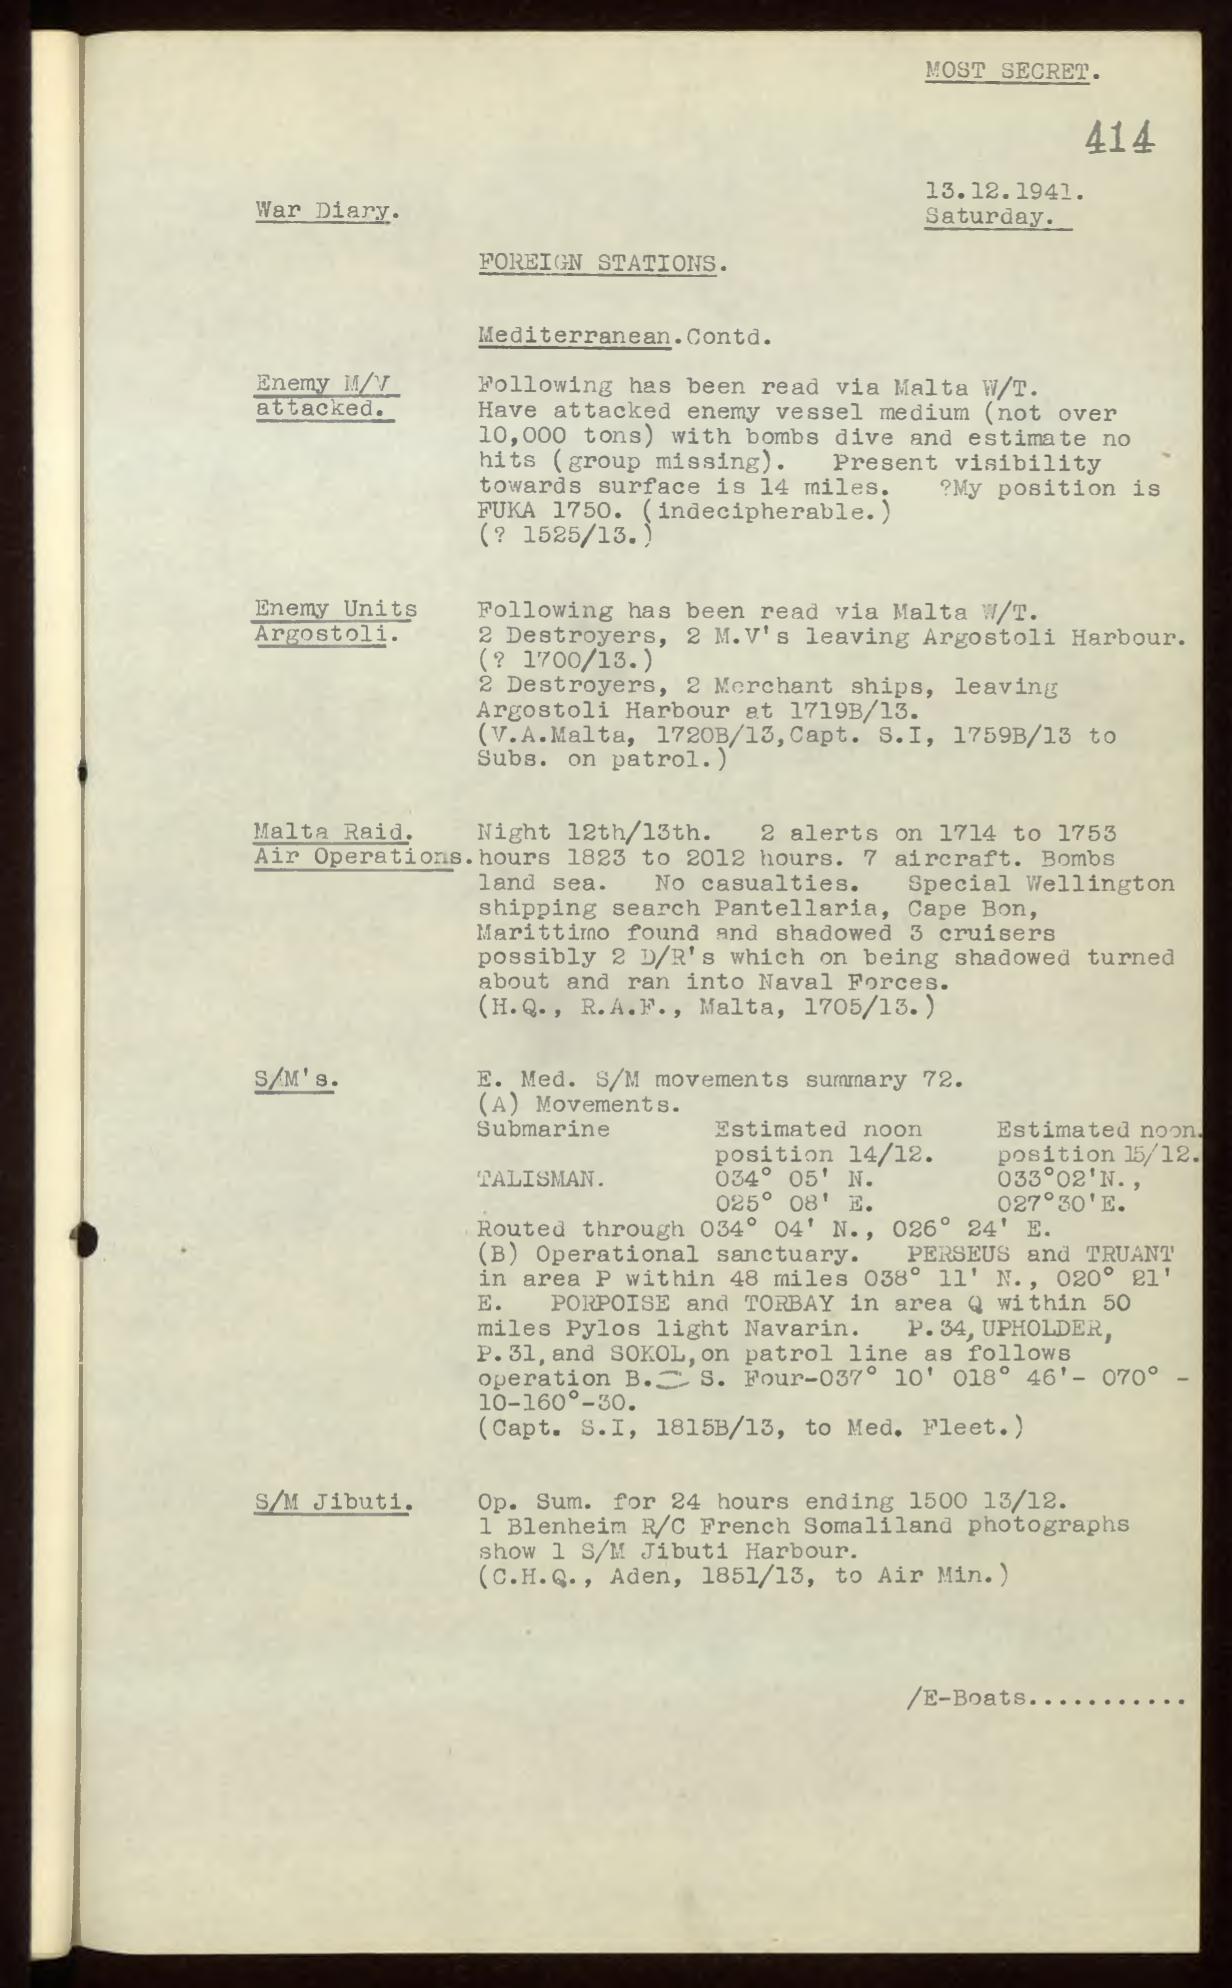 MOST SECRET.
414
13.12.1941.
War Diary.
Saturday.
FOREIGN STATIONS.
Mediterranean.Contd.
Enemy M/V
attacked.
Following has been read via Malta W/T.
Have attacked enemy vessel medium (not over
10,000 tons) with bombs dive and estimate no
hits (group missing). Present visibility
towards surface is 14 miles. ?My position is
FUKA 1750. (indecipherable.)
(? 1525/13.)
Enemy Units
Argostoli.
Following has been read via Malta W/T.
2 Destroyers, 2 M.V's leaving Argostoli Harbour.
(? 1700/13.)
2 Destroyers, 2 Merchant ships, leaving
Argostoli Harbour at 1719B/13.
(V.A.Malta, 1720B/13,Capt. S.I, 1759B/13 to
Subs. on patrol.)
Malta Raid.
Air Operations.
Night 12th/13th. 2 alerts on 1714 to 1753
hours 1823 to 2012 hours. 7 aircraft. Bombs
land sea. No casualties. Special Wellington
shipping search Pantellaria, Cape Bon,
Marittimo found and shadowed 3 cruisers
possibly 2 D/R's which on being shadowed turned
about and ran into Naval Forces.
(H.Q., R.A.F., Malta, 1705/13.)
S/M's.
E. Med. S/M movements summary 72.
(A) Movements.
Submarine Estimated noon Estimated noon.
position 14/12. position 15/12.
TALISMAN. 034° 05' N. 033°02'N.,
025° 08' E. 027°30'E.
Routed through 034° 04' N., 026° 24' E.
(B) Operational sanctuary. PERSEUS and TRUANT
in area P within 48 miles 038° 11' N., 020° 21'
E. PORPOISE and TORBAY in area Q within 50
miles Pylos light Navarin. P.34, UPHOLDER,
P.31,and SOKOL,on patrol line as follows
operation B. S. Four-037° 10' 018° 46'- 070° -
10-160°-30.
(Capt. S.I, 1815B/13, to Med. Fleet.)
S/M Jibuti.
Op. Sum. for 24 hours ending 1500 13/12.
1 Blenheim R/C French Somaliland photographs
show 1 S/M Jibuti Harbour.
(C.H.Q., Aden, 1851/13, to Air Min.)
/E-Boats...........